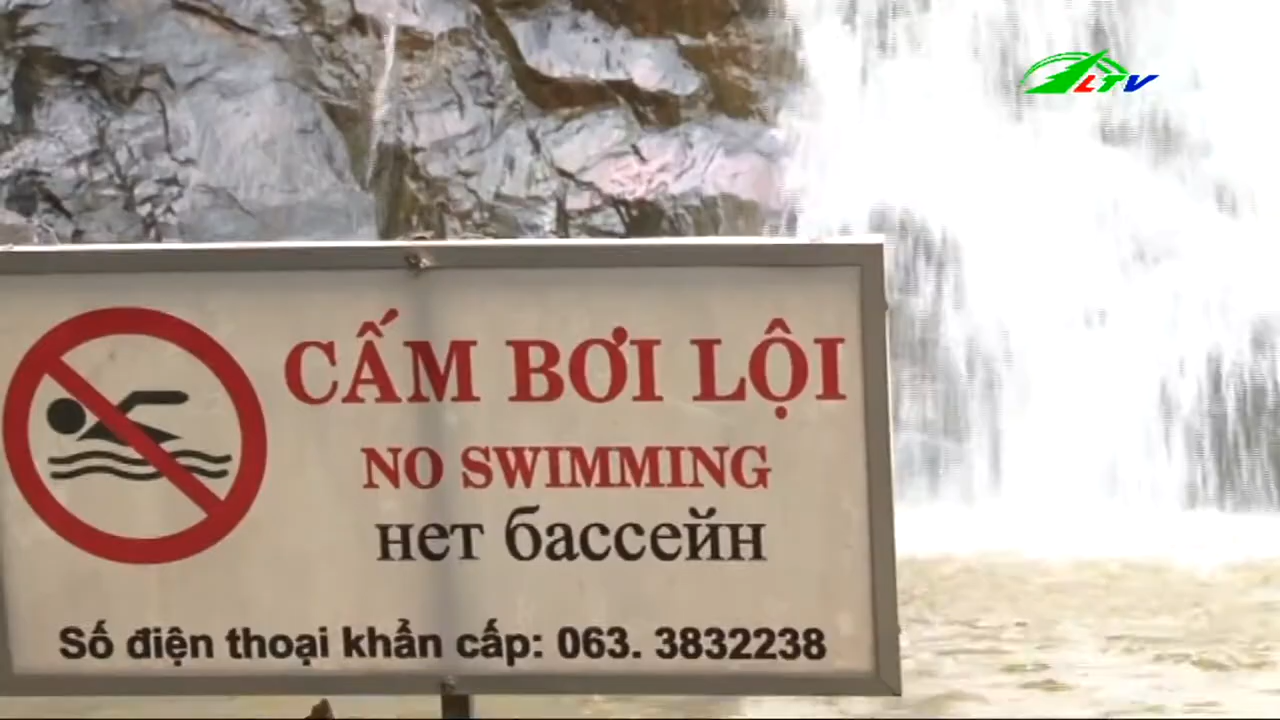 LTV
CẤM BƠI LỘI
NO SWIMMING
нет бассейн
Số điện thoại khẩn cấp: 063. 3832238